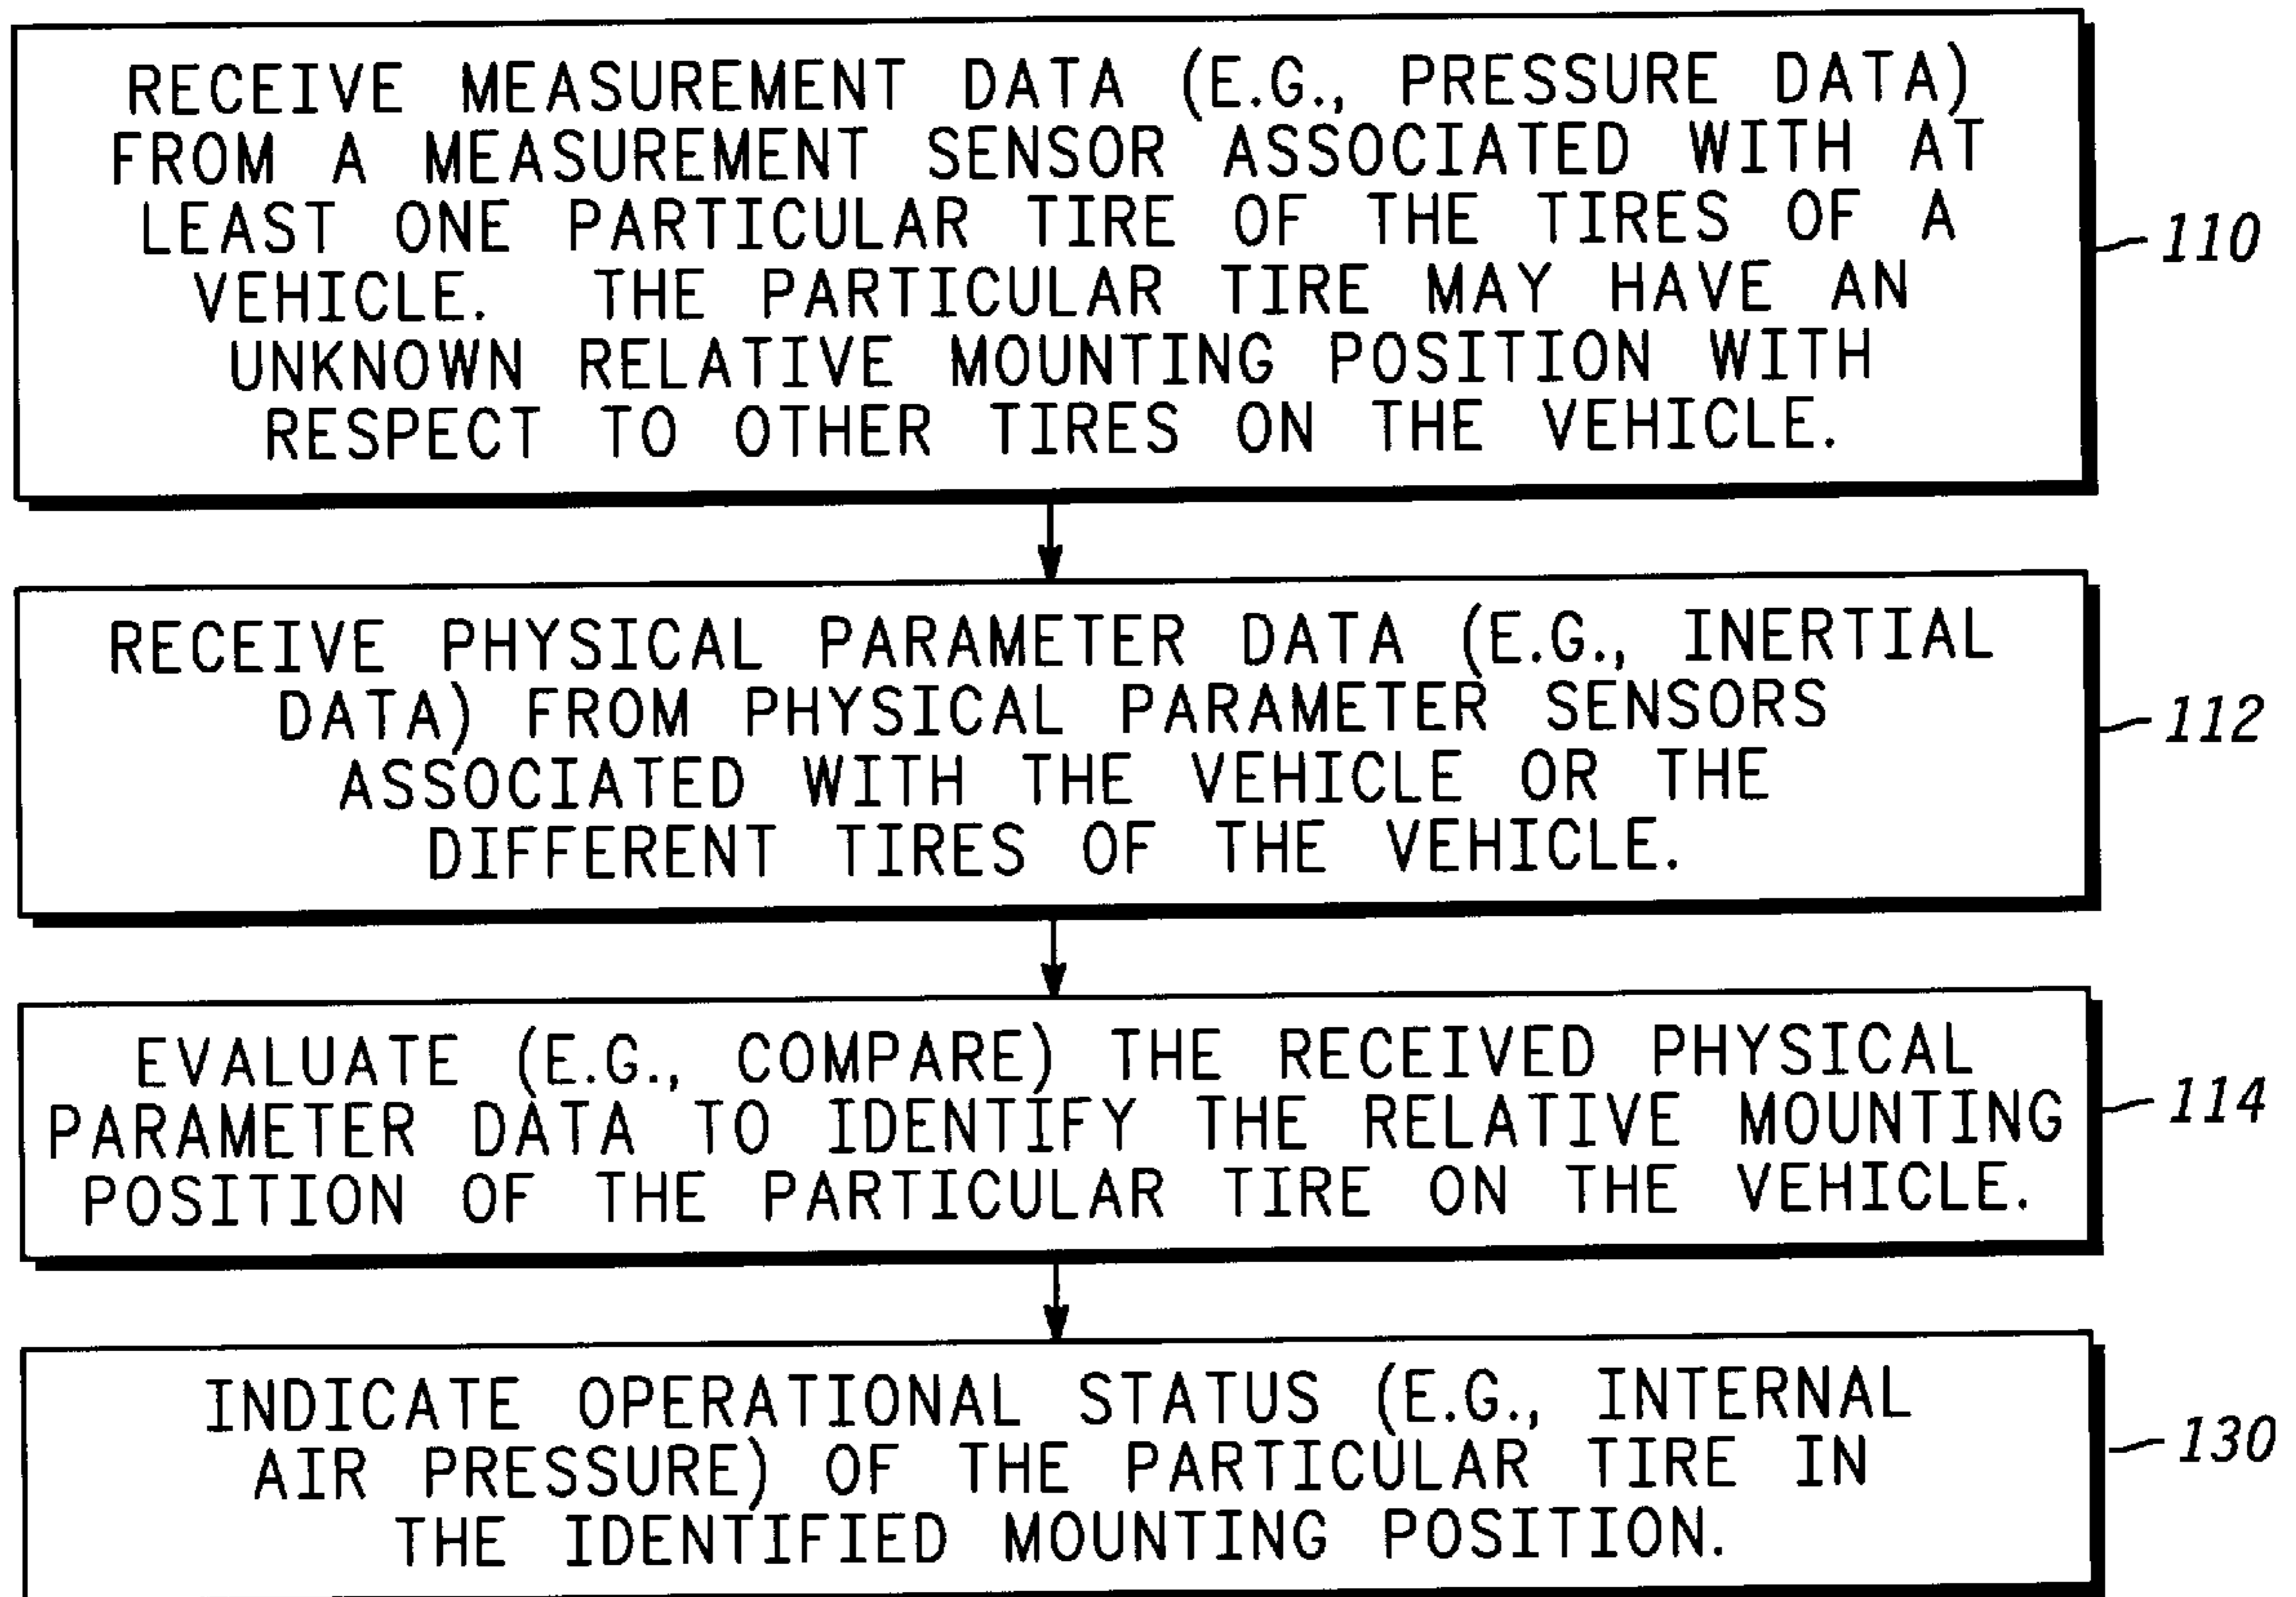 RECEIVE MEASUREMENT DATA (E.G., PRESSURE DATA)
FROM A MEASUREMENT SENSOR ASSOCIATED WITH AT
LEAST ONE PARTICULAR TIRE OF THE TIRES OF A
VEHICLE. THE PARTICULAR TIRE MAY HAVE AN
UNKNOWN RELATIVE MOUNTING POSITION WITH
RESPECT TO OTHER TIRES ON THE VEHICLE.
110
RECEIVE PHYSICAL PARAMETER DATA (E.G., INERTIAL
DATA) FROM PHYSICAL PARAMETER SENSORS
ASSOCIATED WITH THE VEHICLE OR THE
DIFFERENT TIRES OF THE VEHICLE.
112
EVALUATE (E.G., COMPARE) THE RECEIVED PHYSICAL
PARAMETER DATA TO IDENTIFY THE RELATIVE MOUNTING
POSITION OF THE PARTICULAR TIRE ON THE VEHICLE.
114
INDICATE OPERATIONAL STATUS (E.G., INTERNAL
AIR PRESSURE) OF THE PARTICULAR TIRE IN
THE IDENTIFIED MOUNTING POSITION.
130